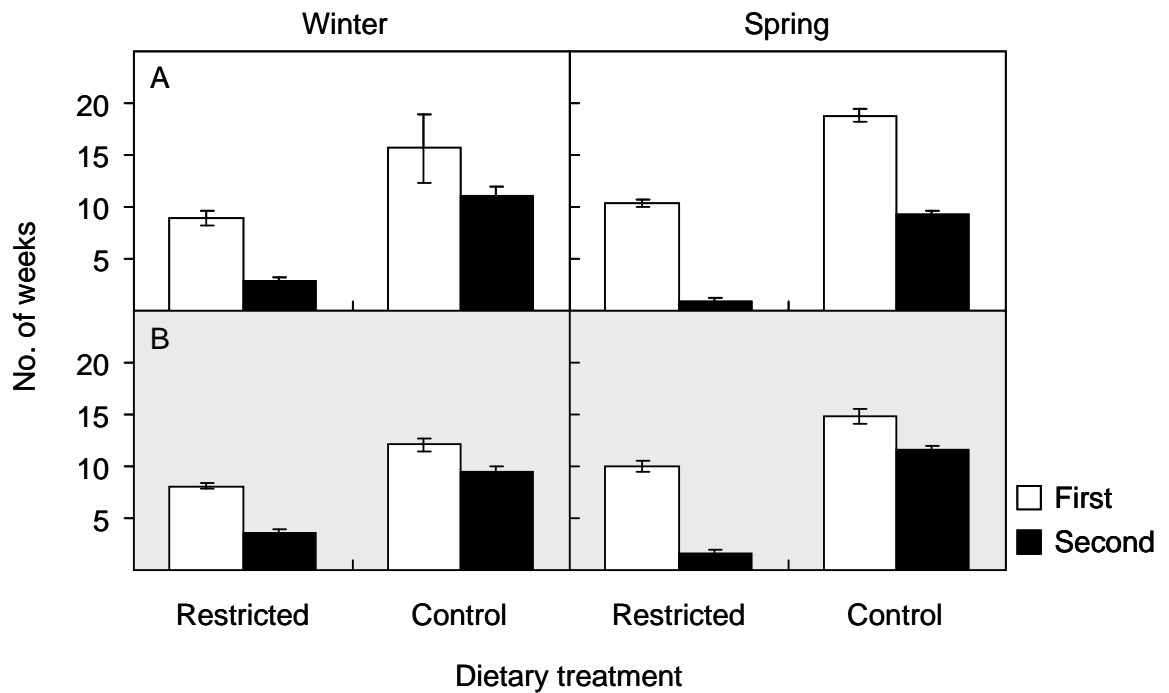 Winter Spring
A
20
15
10
5
B
20
15
10
5
No. of weeks
First
Second
Restricted Control Restricted Control
Dietary treatment